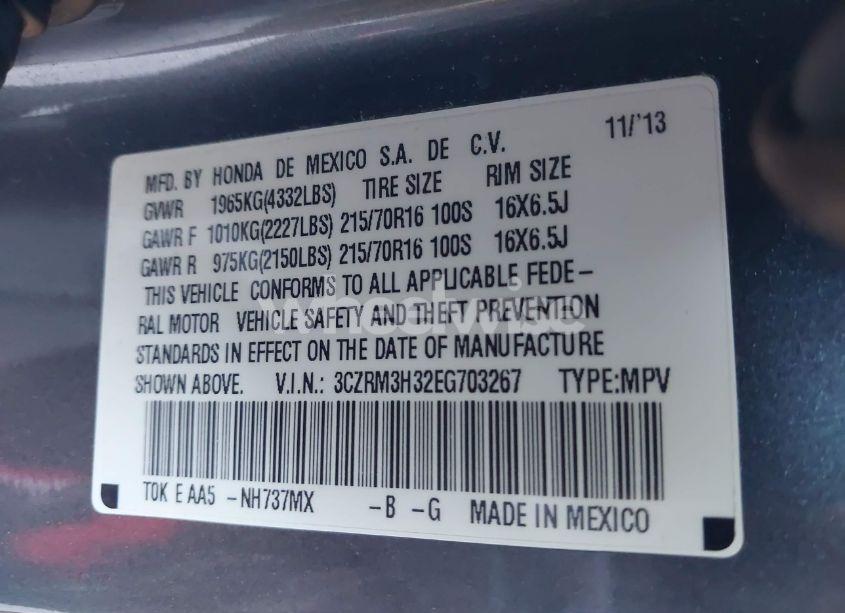 MFD. BY HONDA DE MEXICO S.A. DE C.V. 11/'13
GVWR 1965KG(4332LBS) TIRE SIZE RIM SIZE
GAWR F 1010KG(2227LBS) 215/70R16 100S 16X6.5J
GAWR R 975KG(2150LBS) 215/70R16 100S 16X6.5J
THIS VEHICLE CONFORMS TO ALL APPLICABLE FEDE-
RAL MOTOR VEHICLE SAFETY AND THEFT PREVENTION
STANDARDS IN EFFECT ON THE DATE OF MANUFACTURE
SHOWN ABOVE. V.I.N.: 3CZRM3H32EG703267 TYPE:MPV
TOK E AA5 -NH737MX -B -G MADE IN MEXICO
wheelwise